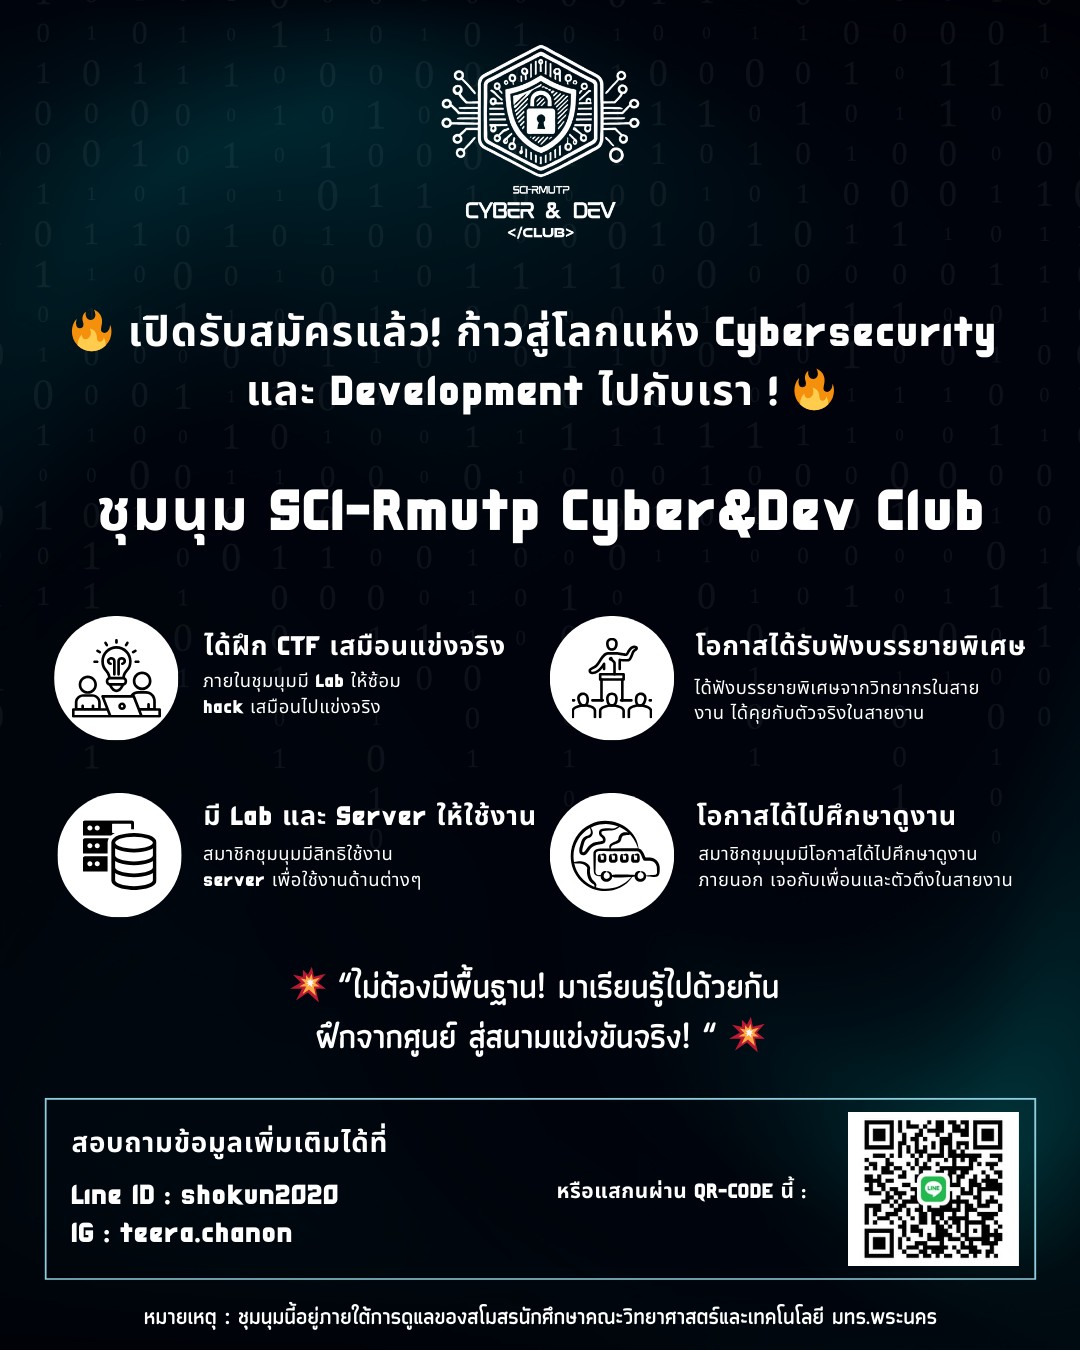 SCI-RMUTP
CYBER & DEV
</CLUB>
🔥 เปิดรับสมัครแล้ว! ก้าวสู่โลกแห่ง Cybersecurity
และ Development ไปกับเรา ! 🔥
ชุมนุม SCI-Rmutp Cyber&Dev Club
ได้ฝึก CTF เสมือนแข่งจริง
ภายในชุมนุมมี Lab ให้ซ้อม
hack เสมือนไปแข่งจริง
โอกาสได้รับฟังบรรยายพิเศษ
ได้ฟังบรรยายพิเศษจากวิทยากรในสาย
งาน ได้คุยกับตัวจริงในสายงาน
มี Lab และ Server ให้ใช้งาน
สมาชิกชุมนุมมีสิทธิใช้งาน
server เพื่อใช้งานด้านต่างๆ
โอกาสได้ไปศึกษาดูงาน
สมาชิกชุมนุมมีโอกาสได้ไปศึกษาดูงาน
ภายนอก เจอกับเพื่อนและตัวตึงในสายงาน
💥 “ไม่ต้องมีพื้นฐาน! มาเรียนรู้ไปด้วยกัน
ฝึกจากศูนย์ สู่สนามแข่งขันจริง! “ 💥
สอบถามข้อมูลเพิ่มเติมได้ที่
Line ID : shokun2020
IG : teera.chanon
หรือแสกนผ่าน QR-CODE นี้ :
LINE
หมายเหตุ : ชุมนุมนี้อยู่ภายใต้การดูแลของสโมสรนักศึกษาคณะวิทยาศาสตร์และเทคโนโลยี มทร.พระนคร